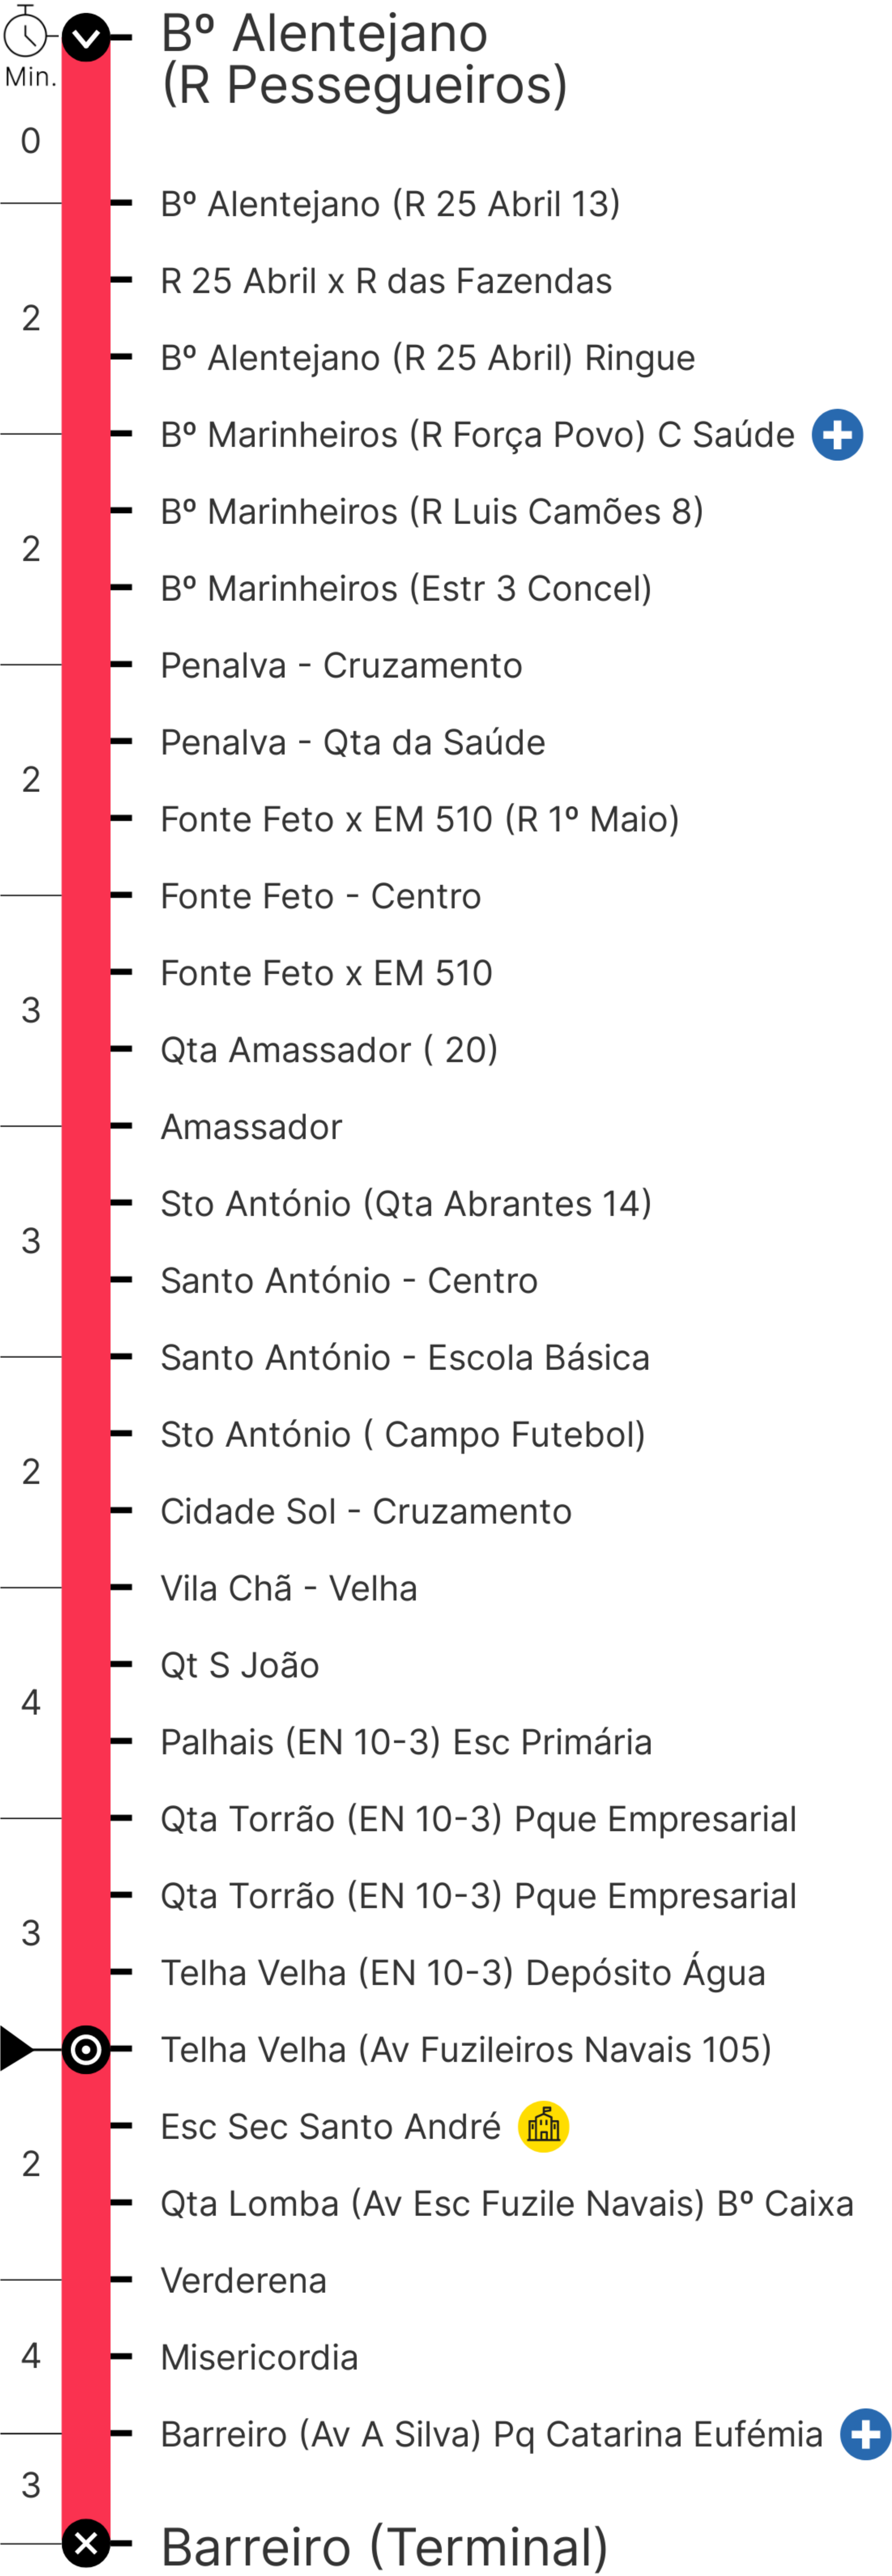 Bº Alentejano
(R Pessegueiros)
Min.
0
Bº Alentejano (R 25 Abril 13)
R 25 Abril x R das Fazendas
2
Bº Alentejano (R 25 Abril) Ringue
Bº Marinheiros (R Força Povo) C Saúde
Bº Marinheiros (R Luis Camões 8)
2
Bº Marinheiros (Estr 3 Concel)
Penalva - Cruzamento
Penalva - Qta da Saúde
2
Fonte Feto x EM 510 (R 1º Maio)
Fonte Feto - Centro
Fonte Feto x EM 510
3
Qta Amassador ( 20)
Amassador
Sto António (Qta Abrantes 14)
3
Santo António - Centro
Santo António - Escola Básica
Sto António ( Campo Futebol)
2
Cidade Sol - Cruzamento
Vila Chã - Velha
Qt S João
4
Palhais (EN 10-3) Esc Primária
Qta Torrão (EN 10-3) Pque Empresarial
Qta Torrão (EN 10-3) Pque Empresarial
3
Telha Velha (EN 10-3) Depósito Água
Telha Velha (Av Fuzileiros Navais 105)
Esc Sec Santo André
2
Qta Lomba (Av Esc Fuzile Navais) Bº Caixa
Verderena
4
Misericordia
Barreiro (Av A Silva) Pq Catarina Eufémia
3
Barreiro (Terminal)